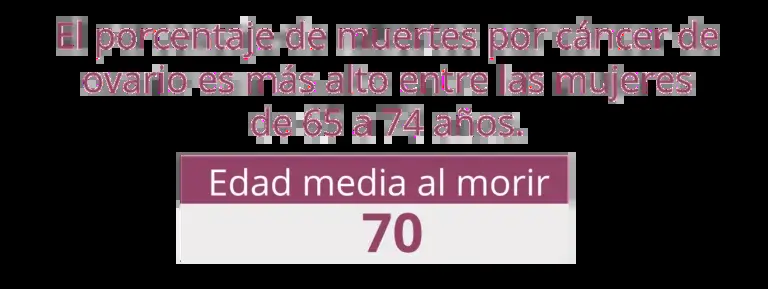 El porcentaje de muertes por cáncer de
ovario es más alto entre las mujeres
de 65 a 74 años.
Edad media al morir
70